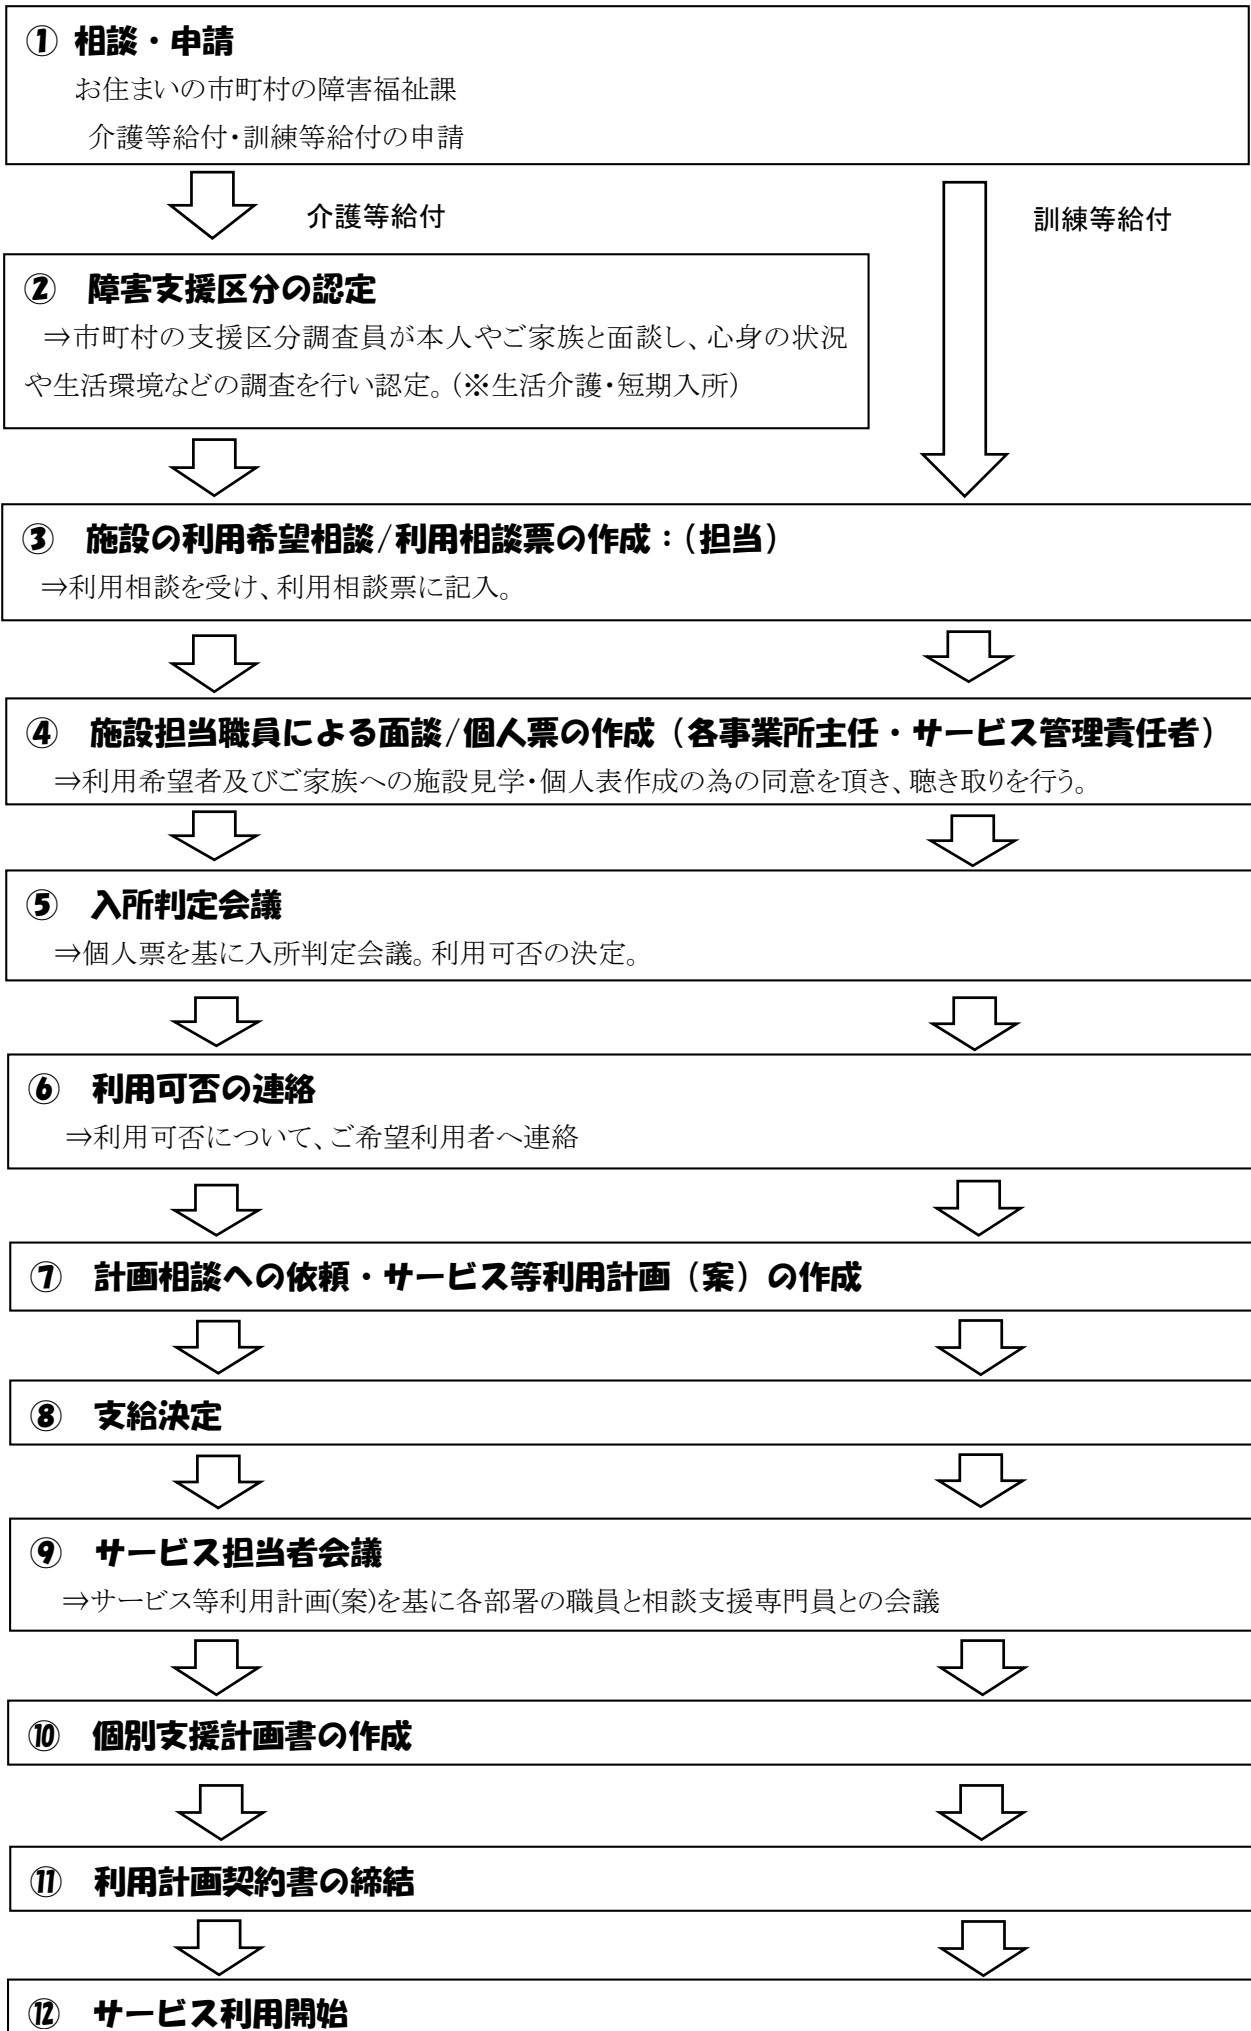 ① 相談・申請
お住まいの市町村の障害福祉課
介護等給付・訓練等給付の申請
介護等給付
訓練等給付
② 障害支援区分の認定
⇒市町村の支援区分調査員が本人やご家族と面談し、心身の状況
や生活環境などの調査を行い認定。（※生活介護・短期入所）
③ 施設の利用希望相談/利用相談票の作成：（担当）
⇒利用相談を受け、利用相談票に記入。
④ 施設担当職員による面談/個人票の作成（各事業所主任・サービス管理責任者）
⇒利用希望者及びご家族への施設見学・個人表作成の為の同意を頂き、聴き取りを行う。
⑤ 入所判定会議
⇒個人票を基に入所判定会議。利用可否の決定。
⑥ 利用可否の連絡
⇒利用可否について、ご希望利用者へ連絡
⑦ 計画相談への依頼・サービス等利用計画（案）の作成
⑧ 支給決定
⑨ サービス担当者会議
⇒サービス等利用計画(案)を基に各部署の職員と相談支援専門員との会議
⑩ 個別支援計画書の作成
⑪ 利用計画契約書の締結
⑫ サービス利用開始